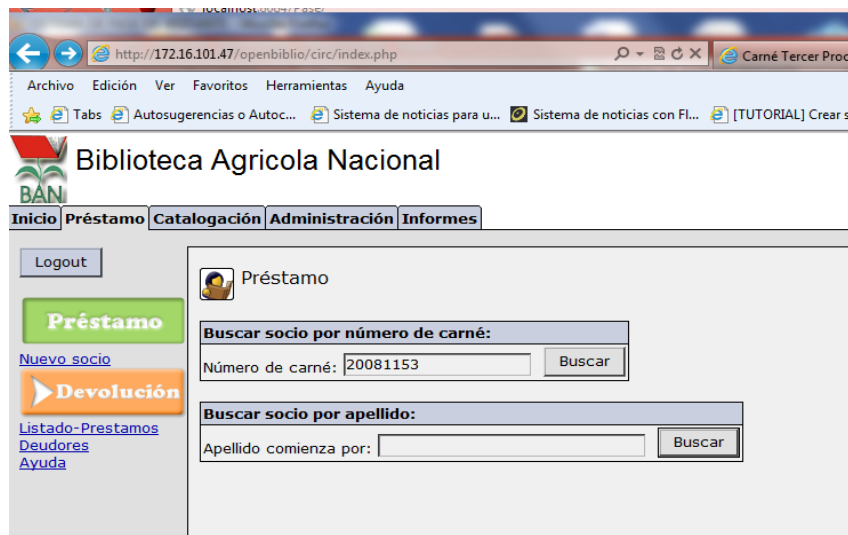 http://172.16.101.47/openbiblio/circ/index.php
Carné Tercer Proc
Archivo Edición Ver Favoritos Herramientas Ayuda
Tabs Autosugerencias o Autoc... Sistema de noticias para u... Sistema de noticias con Fl... [TUTORIAL] Crear s
Biblioteca Agricola Nacional
BAN
Inicio Préstamo Catalogación Administración Informes
Logout
Préstamo
Préstamo
Buscar socio por número de carné:
Nuevo socio
Número de carné: 20081153 Buscar
Devolución
Buscar socio por apellido:
Listado-Prestamos
Apellido comienza por: Buscar
Deudores
Ayuda